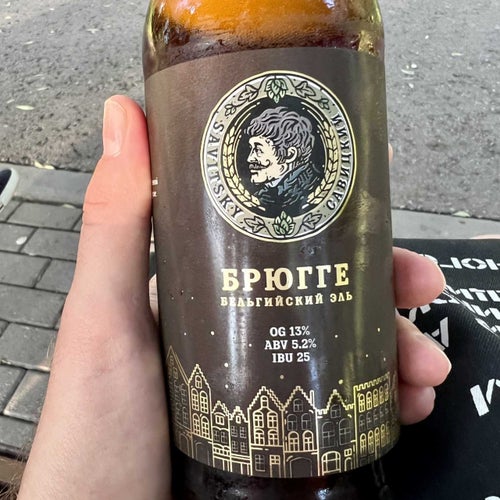 SAVITSKY
САВИЦКИЙ
БРЮГГЕ
БЕЛЬГИЙСКИЙ ЭЛЬ
OG 13%
ABV 5.2%
IBU 25